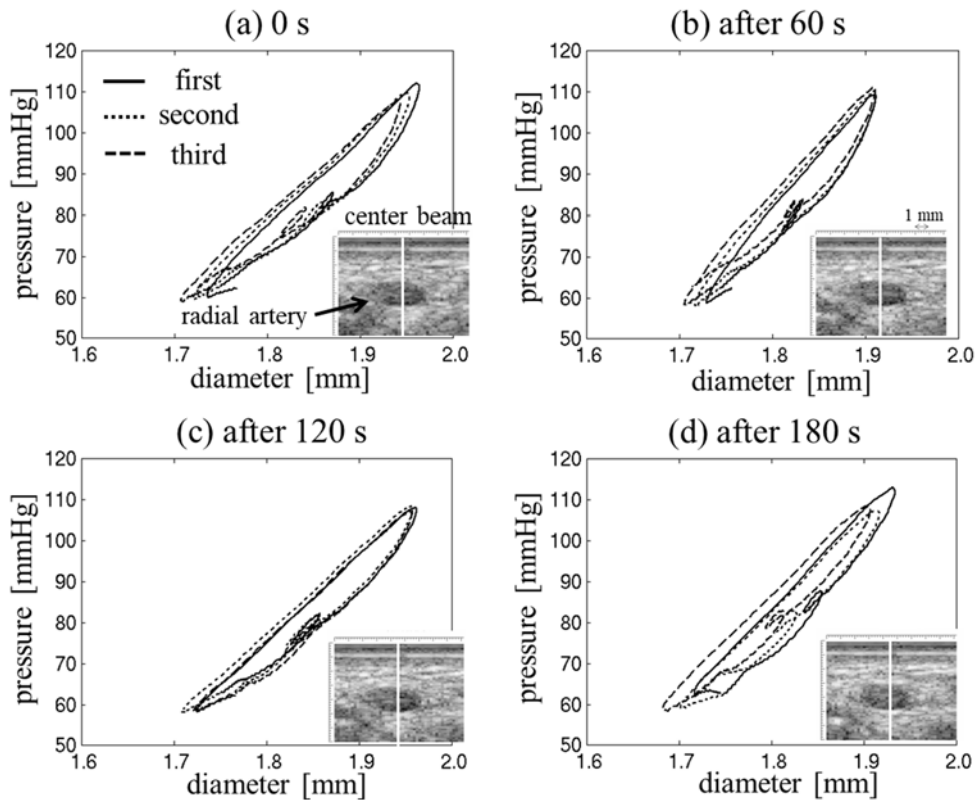 (a) 0 s
120
110
100
90
80
70
60
50
pressure [mmHg]
first
second
third
center beam
radial artery
1.6
1.7
1.8
1.9
2.0
diameter [mm]
(b) after 60 s
120
110
100
90
80
70
60
50
pressure [mmHg]
1 mm
1.6
1.7
1.8
1.9
2.0
diameter [mm]
(c) after 120 s
120
110
100
90
80
70
60
50
pressure [mmHg]
1.6
1.7
1.8
1.9
2.0
diameter [mm]
(d) after 180 s
120
110
100
90
80
70
60
50
pressure [mmHg]
1.6
1.7
1.8
1.9
2.0
diameter [mm]